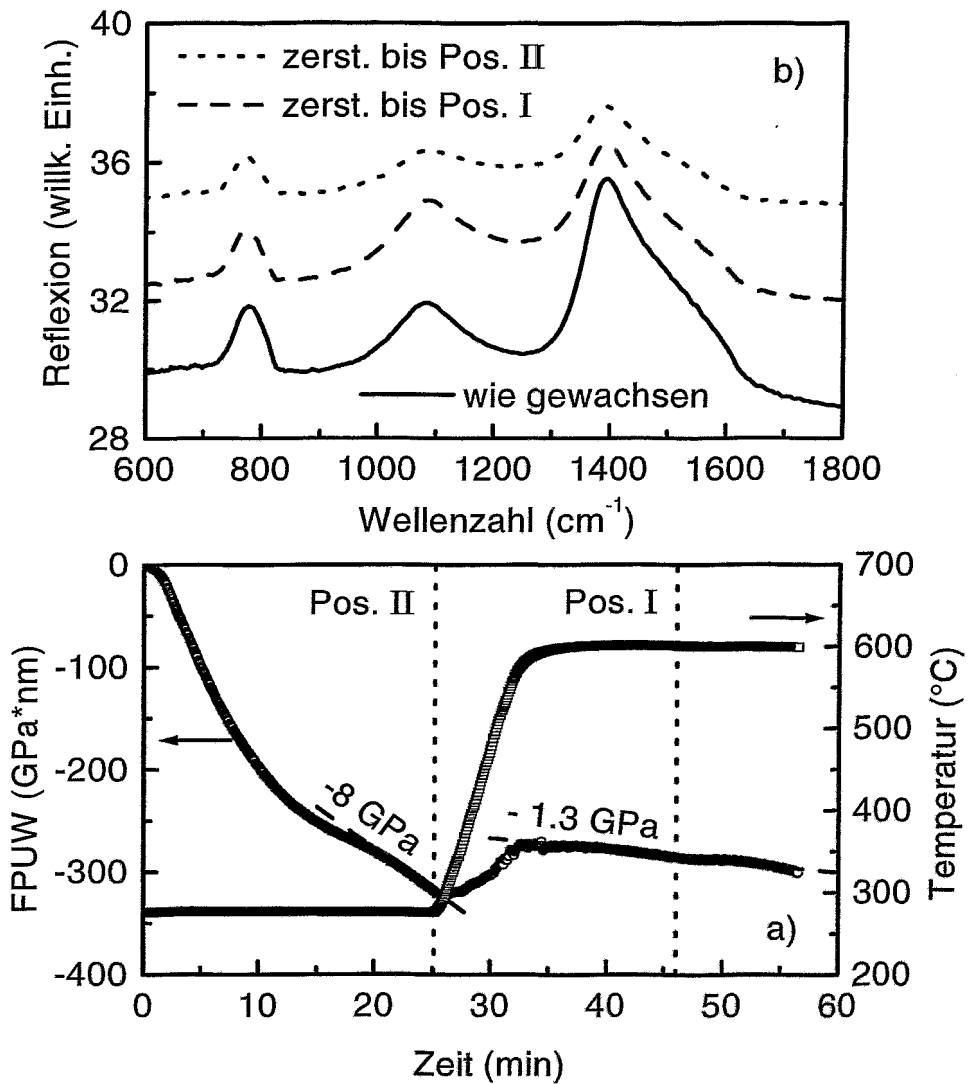 40
36
32
28
Reflexion (willk. Einh.)
zerst. bis Pos. II
zerst. bis Pos. I
b)
wie gewachsen
600 800 1000 1200 1400 1600 1800
Wellenzahl (cm⁻¹)
0
-100
-200
-300
-400
FPUW (GPa*nm)
Pos. II
Pos. I
-8 GPa
- 1.3 GPa
a)
700
600
500
400
300
200
Temperatur (°C)
0 10 20 30 40 50 60
Zeit (min)